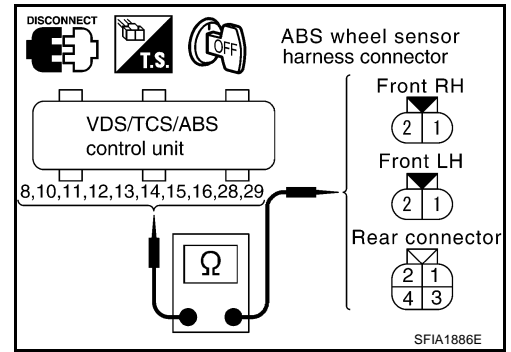 DISCONNECT
T.S.
OFF
ABS wheel sensor
harness connector
VDS/TCS/ABS
control unit
8,10,11,12,13,14,15,16,28,29
Ω
Front RH
2 1
Front LH
2 1
Rear connector
2 1
4 3
SFIA1886E